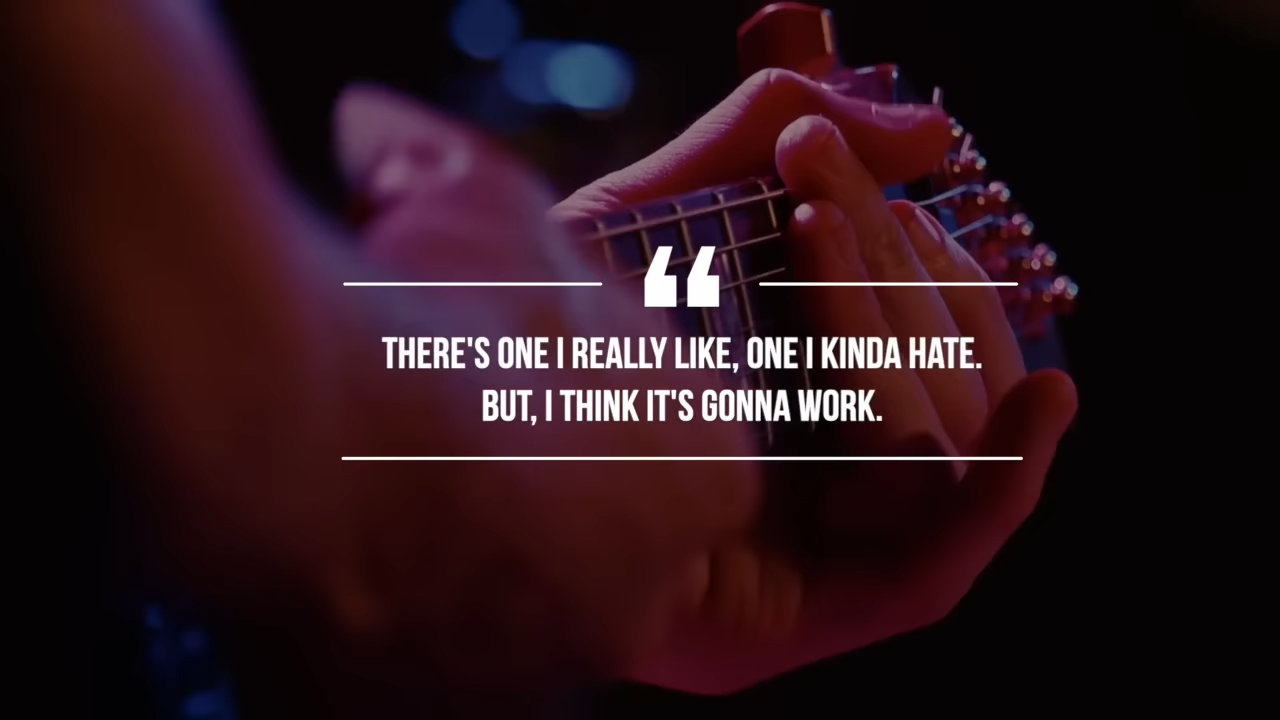 “
THERE'S ONE I REALLY LIKE, ONE I KINDA HATE.
BUT, I THINK IT'S GONNA WORK.